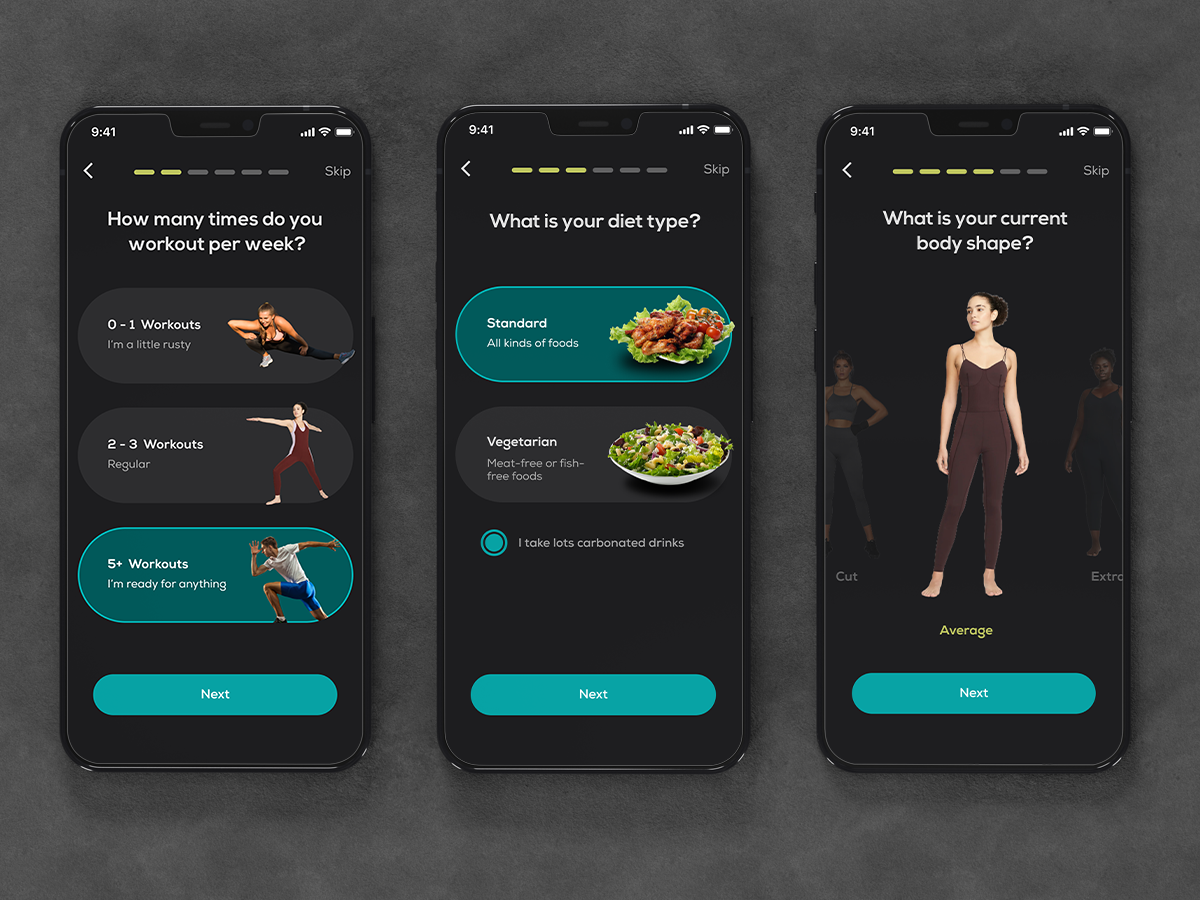 9:41
Skip
How many times do you
workout per week?
0 - 1 Workouts
I'm a little rusty
2 - 3 Workouts
Regular
5+ Workouts
I'm ready for anything
Next
9:41
Skip
What is your diet type?
Standard
All kinds of foods
Vegetarian
Meat-free or fish-
free foods
I take lots carbonated drinks
Next
9:41
Skip
What is your current
body shape?
Cut
Extra
Average
Next